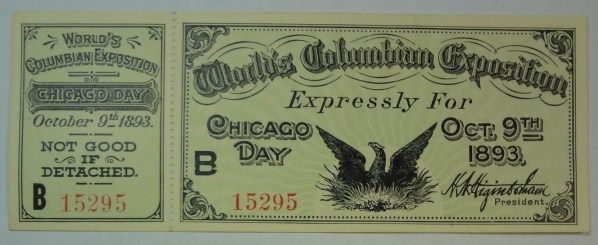 WORLD'S
COLUMBIAN EXPOSITION
CHICAGO DAY
October 9th 1893.
NOT GOOD
IF
DETACHED.
B 15295
World's Columbian Exposition
Expressly For
CHICAGO DAY
OCT. 9TH 1893.
B
15295
H.N. Higinbotham
President.